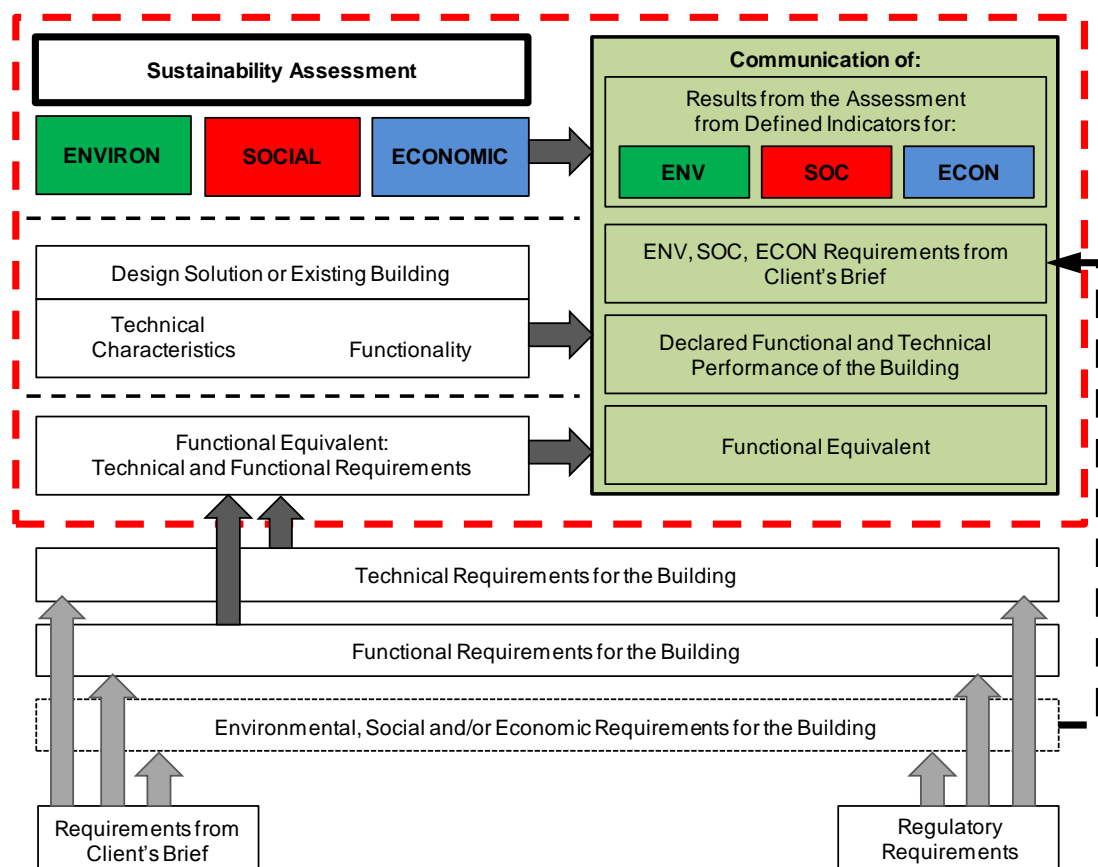 Sustainability Assessment
ENVIRON
SOCIAL
ECONOMIC
Communication of:
Results from the Assessment
from Defined Indicators for:
ENV
SOC
ECON
Design Solution or Existing Building
Technical
Characteristics
Functionality
ENV, SOC, ECON Requirements from
Client's Brief
Declared Functional and Technical
Performance of the Building
Functional Equivalent:
Technical and Functional Requirements
Functional Equivalent
Technical Requirements for the Building
Functional Requirements for the Building
Environmental, Social and/or Economic Requirements for the Building
Requirements from
Client's Brief
Regulatory
Requirements